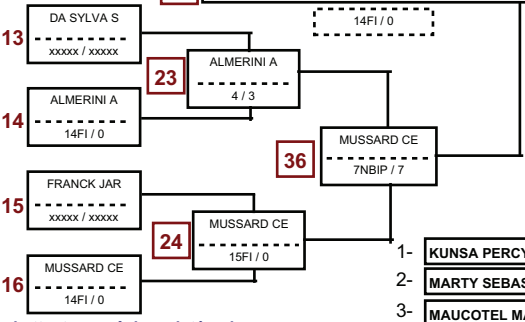 14FI / 0
13
DA SYLVA S
xxxxx / xxxxx
23
ALMERINI A
4 / 3
14
ALMERINI A
14FI / 0
36
MUSSARD CE
7NBIP / 7
15
FRANCK JAR
xxxxx / xxxxx
24
MUSSARD CE
15FI / 0
16
MUSSARD CE
14FI / 0
1- KUNSA PERCY
2- MARTY SEBAS
3- MAUCOTEL MA